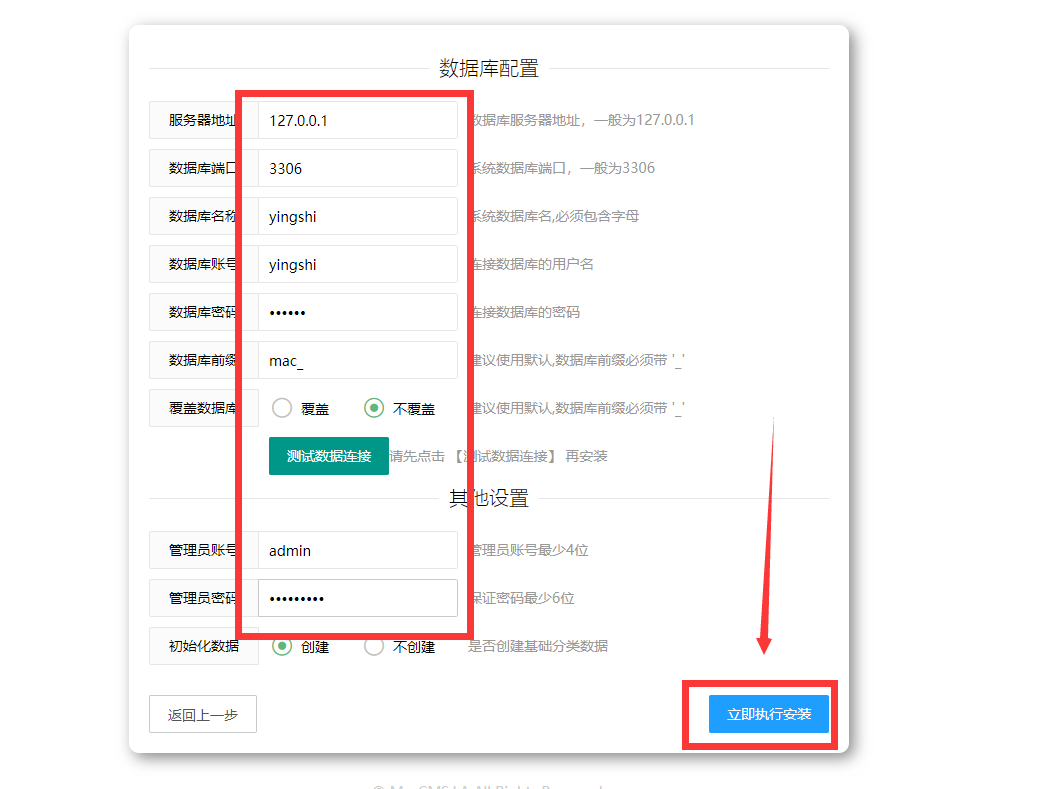 数据库配置
服务器地址 127.0.0.1 数据库服务器地址，一般为127.0.0.1
数据库端口 3306 系统数据库端口，一般为3306
数据库名称 yingshi 系统数据库名,必须包含字母
数据库账号 yingshi 连接数据库的用户名
数据库密码 •••••• 连接数据库的密码
数据库前缀 mac_ 建议使用默认,数据库前缀必须带 '_'
覆盖数据库 覆盖 不覆盖 建议使用默认,数据库前缀必须带 '_'
测试数据连接 请先点击 【测试数据连接】 再安装
其他设置
管理员账号 admin 管理员账号最少4位
管理员密码 ••••••••• 保证密码最少6位
初始化数据 创建 不创建 是否创建基础分类数据
返回上一步 立即执行安装